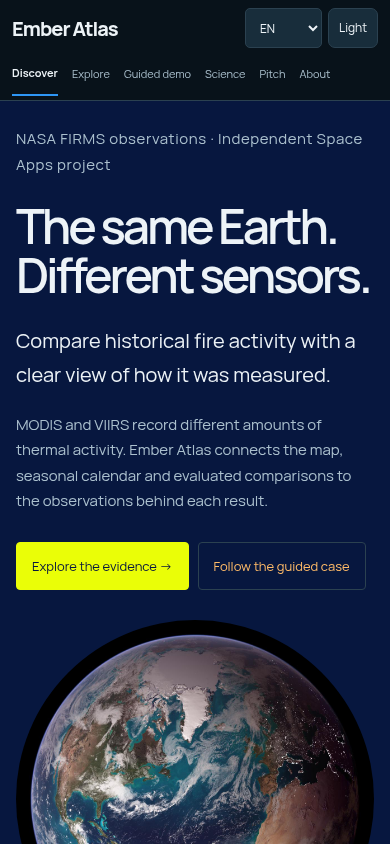 Ember Atlas
EN
Light
Discover
Explore
Guided demo
Science
Pitch
About
NASA FIRMS observations · Independent Space
Apps project
The same Earth.
Different sensors.
Compare historical fire activity with a
clear view of how it was measured.
MODIS and VIIRS record different amounts of
thermal activity. Ember Atlas connects the map,
seasonal calendar and evaluated comparisons to
the observations behind each result.
Explore the evidence →
Follow the guided case